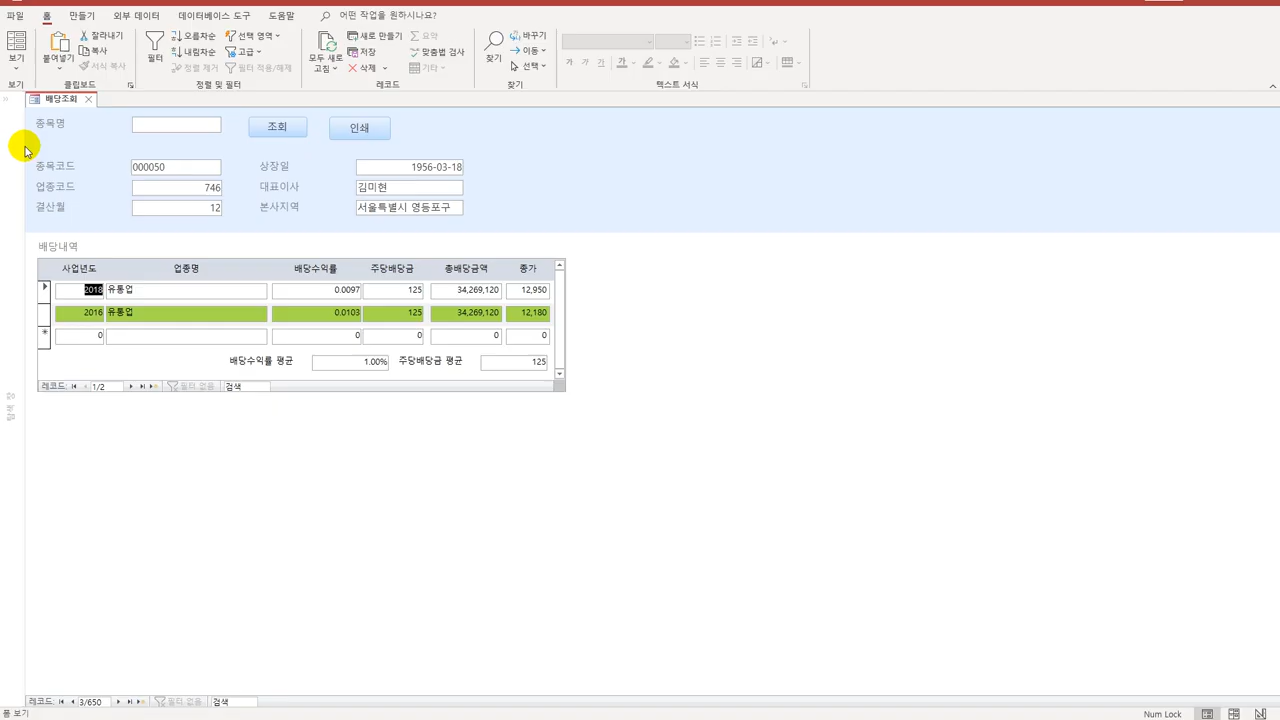 파일 홈 만들기 외부 데이터 데이터베이스 도구 도움말 어떤 작업을 원하시나요?
보기 붙여넣기 잘라내기 복사 서식 복사 클립보드
필터 오름차순 내림차순 정렬 제거 선택 영역 고급 필터 적용/해제 정렬 및 필터
모두 새로 고침 새로 만들기 저장 삭제 요약 맞춤법 검사 기타 레코드
찾기 바꾸기 이동 선택 찾기
가 가 가 가 텍스트 서식
배당조회
종목명 조회 인쇄
종목코드 000050 상장일 1956-03-18
업종코드 746 대표이사 김미현
결산월 12 본사지역 서울특별시 영등포구
배당내역
사업년도 업종명 배당수익률 주당배당금 총배당금액 종가
2018 유통업 0.0097 125 34,269,120 12,950
2016 유통업 0.0103 125 34,269,120 12,180
0 0 0 0 0
배당수익률 평균 1.00% 주당배당금 평균 125
레코드: 1/2 필터 없음 검색
탐색 창
레코드: 3/650 필터 없음 검색
폼 보기 Num Lock